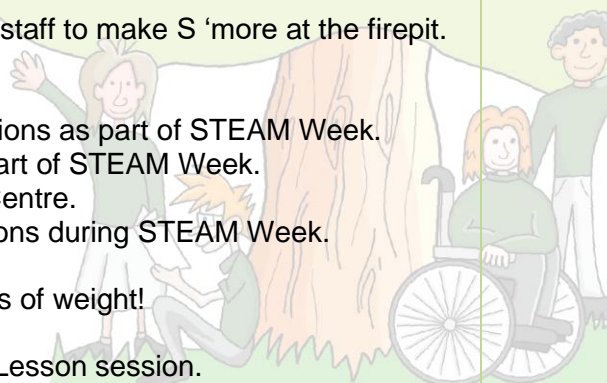 staff to make S ‘more at the firepit.
ions as part of STEAM Week.
art of STEAM Week.
Centre.
ons during STEAM Week.
s of weight!
Lesson session.